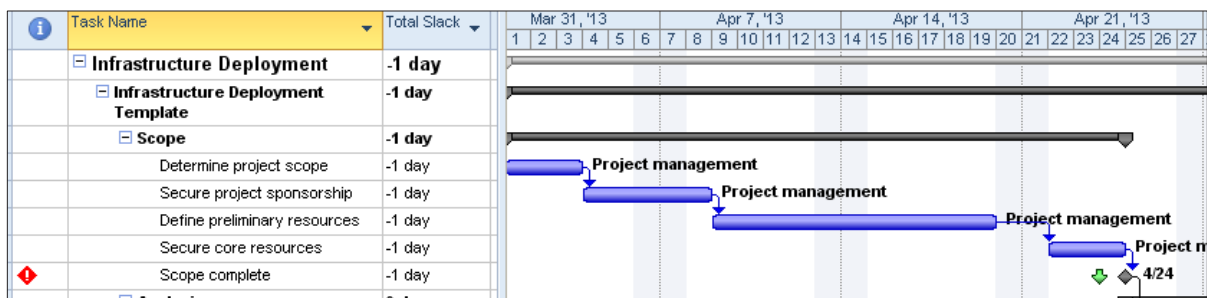 Task Name Total Slack Mar 31, '13 Apr 7, '13 Apr 14, '13 Apr 21, '13
1 2 3 4 5 6 7 8 9 10 11 12 13 14 15 16 17 18 19 20 21 22 23 24 25 26 27
Infrastructure Deployment -1 day
Infrastructure Deployment -1 day
Template
Scope -1 day
Determine project scope -1 day Project management
Secure project sponsorship -1 day Project management
Define preliminary resources -1 day Project management
Secure core resources -1 day Project m
Scope complete -1 day 4/24